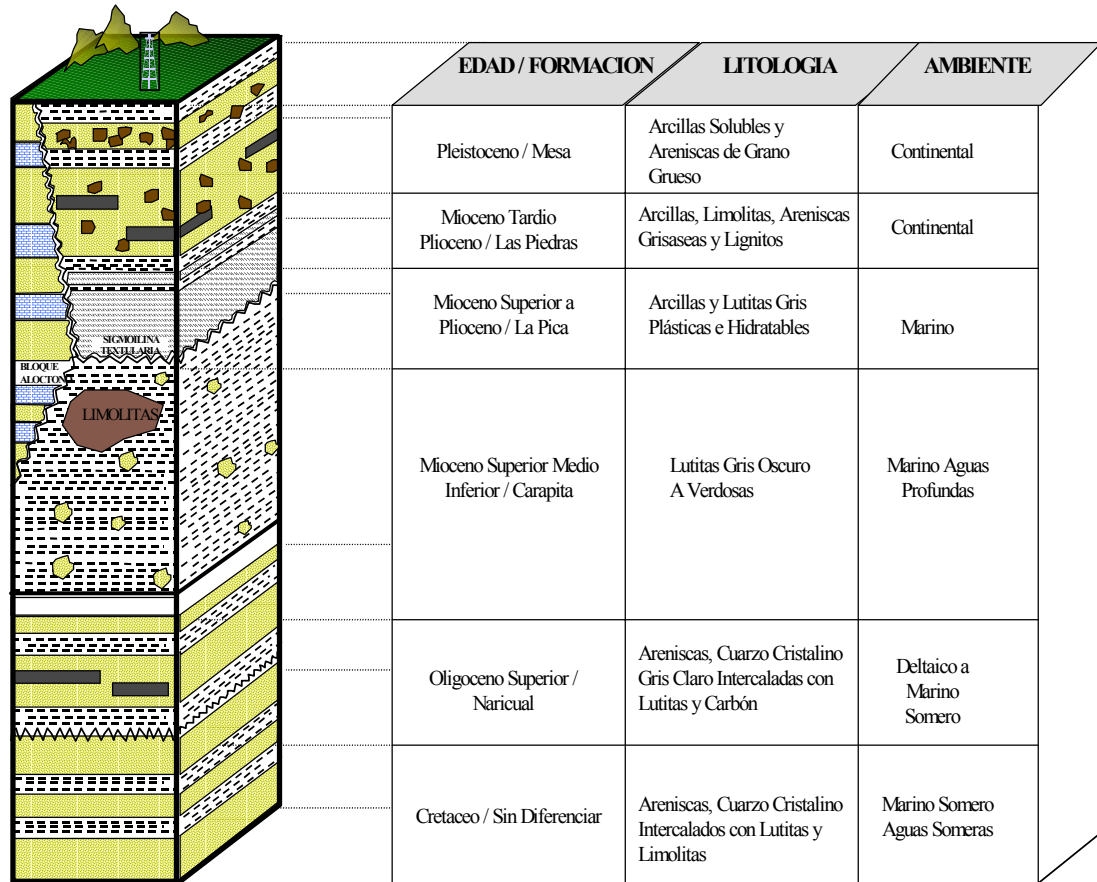 EDAD / FORMACION
LITOLOGIA
AMBIENTE
Pleistoceno / Mesa
Arcillas Solubles y
Areniscas de Grano
Grueso
Continental
Mioceno Tardio
Plioceno / Las Piedras
Arcillas, Limolitas, Areniscas
Grisaseas y Lignitos
Continental
Mioceno Superior a
Plioceno / La Pica
Arcillas y Lutitas Gris
Plásticas e Hidratables
Marino
SIGMOILINA
TEXTULARIA
BLOQUE
ALOCTONO
LIMOLITAS
Mioceno Superior Medio
Inferior / Carapita
Lutitas Gris Oscuro
A Verdosas
Marino Aguas
Profundas
Oligoceno Superior /
Naricual
Areniscas, Cuarzo Cristalino
Gris Claro Intercaladas con
Lutitas y Carbón
Deltaico a
Marino
Somero
Cretaceo / Sin Diferenciar
Areniscas, Cuarzo Cristalino
Intercalados con Lutitas y
Limolitas
Marino Somero
Aguas Someras